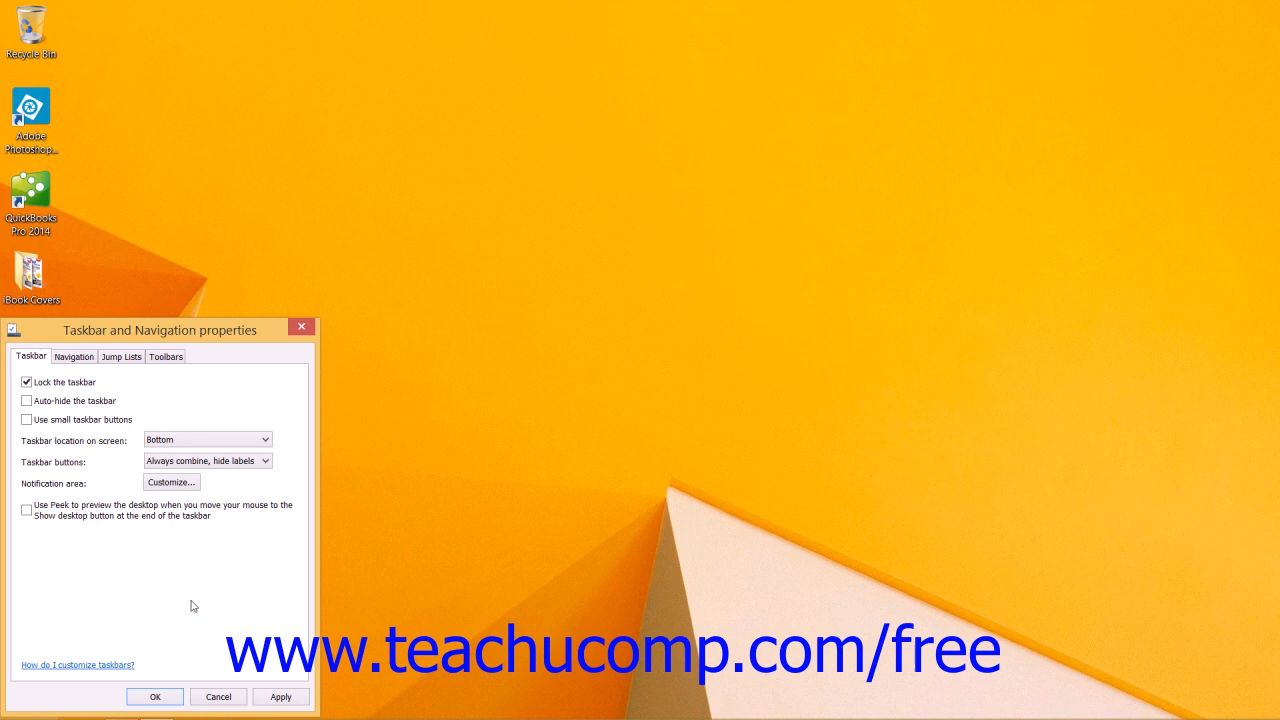 Recycle Bin
Adobe
Photoshop...
QuickBooks
Pro 2014
iBook Covers
Taskbar and Navigation properties
Taskbar
Navigation
Jump Lists
Toolbars
Lock the taskbar
Auto-hide the taskbar
Use small taskbar buttons
Taskbar location on screen:
Bottom
Taskbar buttons:
Always combine, hide labels
Notification area:
Customize...
Use Peek to preview the desktop when you move your mouse to the
Show desktop button at the end of the taskbar
www.teachucomp.com/free
How do I customize taskbars?
OK
Cancel
Apply